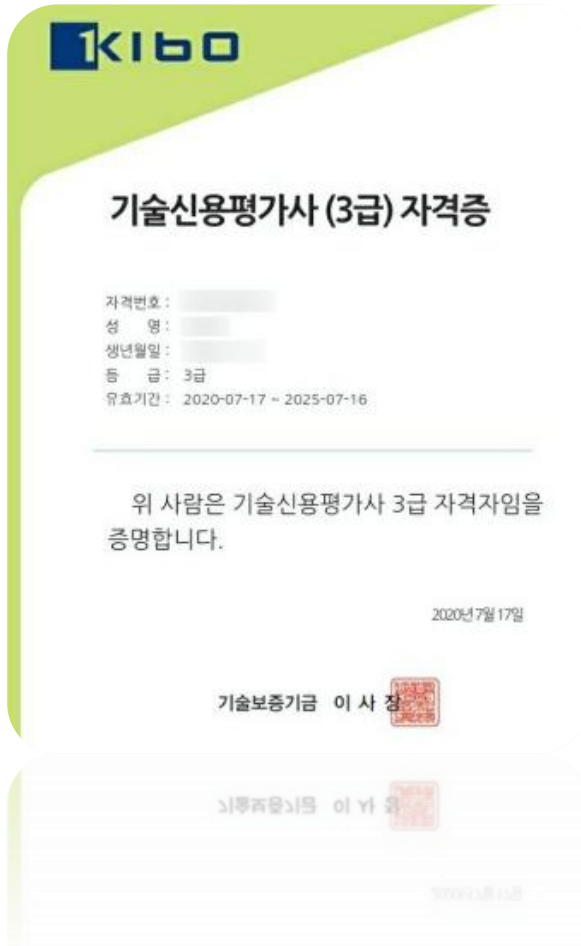 KIBO
기술신용평가사 (3급) 자격증
자격번호 :
성 명 :
생년월일 :
등 급 : 3급
유효기간 : 2020-07-17 ~ 2025-07-16
위 사람은 기술신용평가사 3급 자격자임을
증명합니다.
2020년 7월 17일
기술보증기금 이 사 장